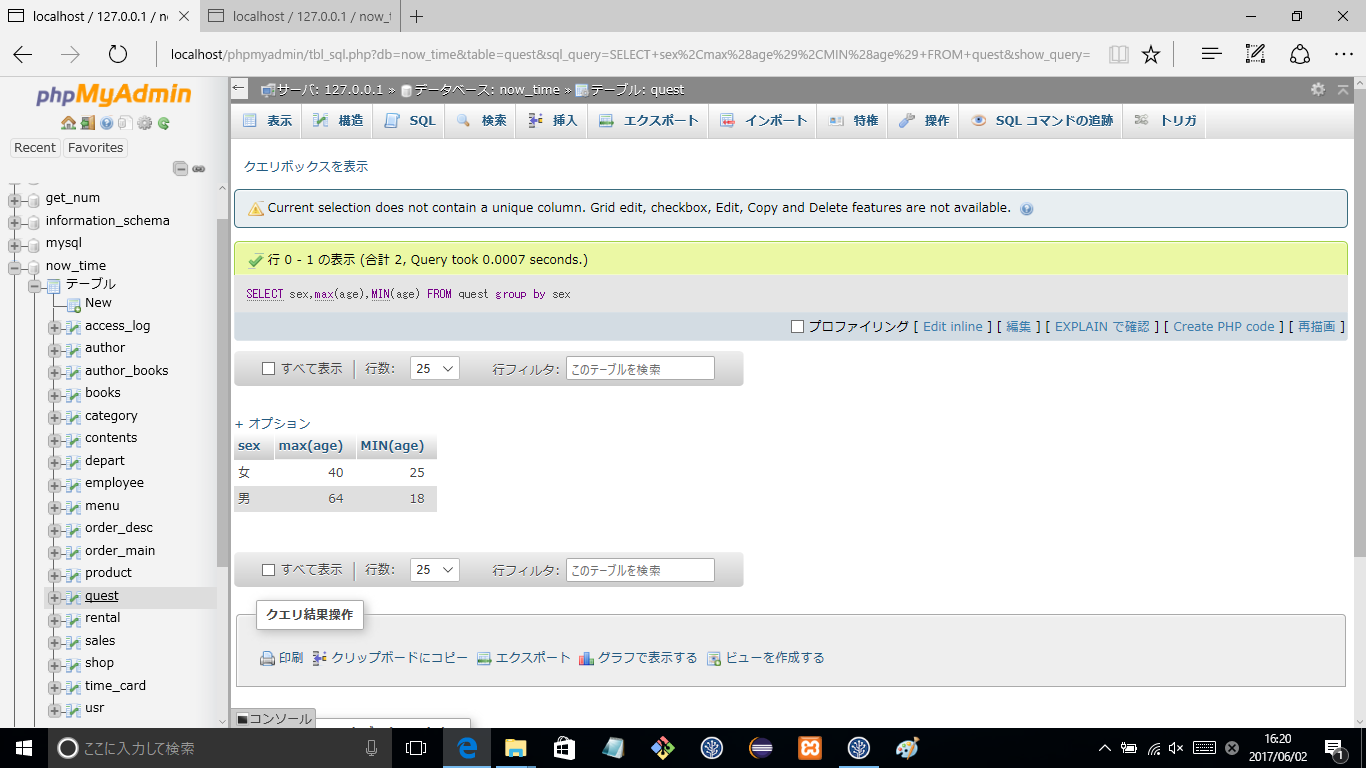 localhost / 127.0.0.1 / n
localhost / 127.0.0.1 / now_t
localhost/phpmyadmin/tbl_sql.php?db=now_time&table=quest&sql_query=SELECT+sex%2Cmax%28age%29%2CMIN%28age%29+FROM+quest&show_query=
phpMyAdmin
Recent Favorites
get_num
information_schema
mysql
now_time
テーブル
New
access_log
author
author_books
books
category
contents
depart
employee
menu
order_desc
order_main
product
quest
rental
sales
shop
time_card
usr
サーバ: 127.0.0.1 » データベース: now_time » テーブル: quest
表示 構造 SQL 検索 挿入 エクスポート インポート 特権 操作 SQL コマンドの追跡 トリガ
クエリボックスを表示
Current selection does not contain a unique column. Grid edit, checkbox, Edit, Copy and Delete features are not available.
行 0 - 1 の表示 (合計 2, Query took 0.0007 seconds.)
SELECT sex,max(age),MIN(age) FROM quest group by sex
プロファイリング [ Edit inline ] [ 編集 ] [ EXPLAIN で確認 ] [ Create PHP code ] [ 再描画 ]
すべて表示 行数: 25 行フィルタ: このテーブルを検索
+ オプション
sex max(age) MIN(age)
女 40 25
男 64 18
すべて表示 行数: 25 行フィルタ: このテーブルを検索
クエリ結果操作
印刷 クリップボードにコピー エクスポート グラフで表示する ビューを作成する
コンソール
ここに入力して検索
16:20
2017/06/02
1